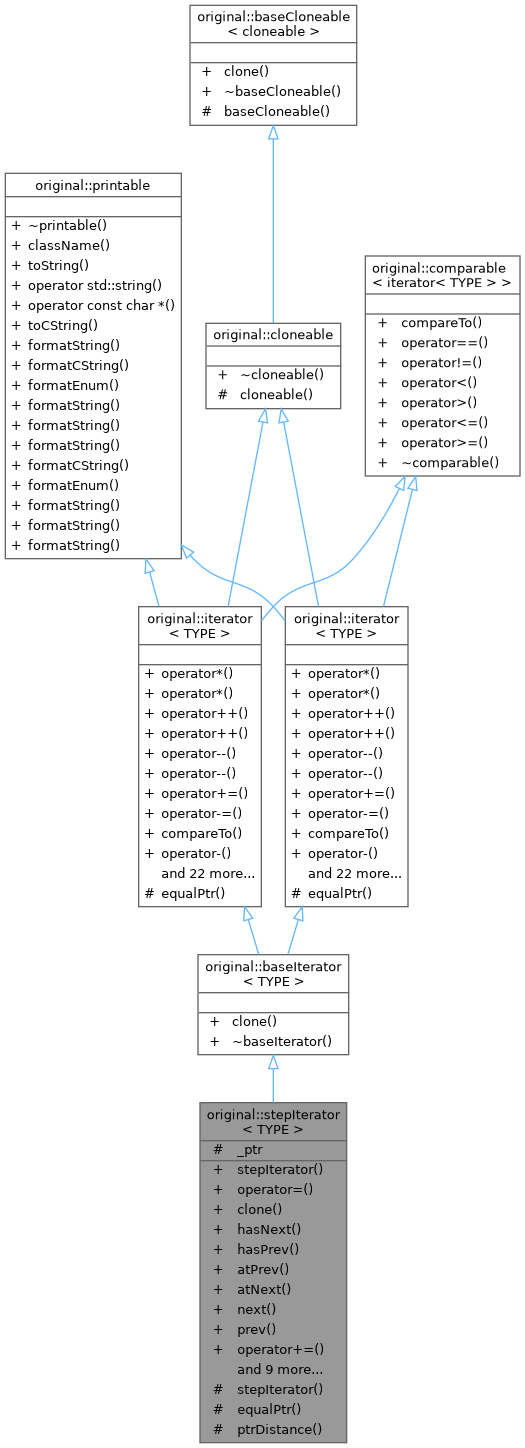 original::baseCloneable
< cloneable >
+ clone()
+ ~baseCloneable()
# baseCloneable()
original::printable
+ ~printable()
+ className()
+ toString()
+ operator std::string()
+ operator const char *()
+ toCString()
+ formatString()
+ formatCString()
+ formatEnum()
+ formatString()
+ formatString()
+ formatString()
+ formatCString()
+ formatEnum()
+ formatString()
+ formatString()
+ formatString()
original::cloneable
+ ~cloneable()
# cloneable()
original::comparable
< iterator< TYPE > >
+ compareTo()
+ operator==()
+ operator!=()
+ operator<()
+ operator>()
+ operator<=()
+ operator>=()
+ ~comparable()
original::iterator
< TYPE >
+ operator*()
+ operator*()
+ operator++()
+ operator++()
+ operator--()
+ operator--()
+ operator+=()
+ operator-=()
+ compareTo()
+ operator-()
and 22 more...
# equalPtr()
original::iterator
< TYPE >
+ operator*()
+ operator*()
+ operator++()
+ operator++()
+ operator--()
+ operator--()
+ operator+=()
+ operator-=()
+ compareTo()
+ operator-()
and 22 more...
# equalPtr()
original::baseIterator
< TYPE >
+ clone()
+ ~baseIterator()
original::stepIterator
< TYPE >
# _ptr
+ stepIterator()
+ operator=()
+ clone()
+ hasNext()
+ hasPrev()
+ atPrev()
+ atNext()
+ next()
+ prev()
+ operator+=()
and 9 more...
# stepIterator()
# equalPtr()
# ptrDistance()